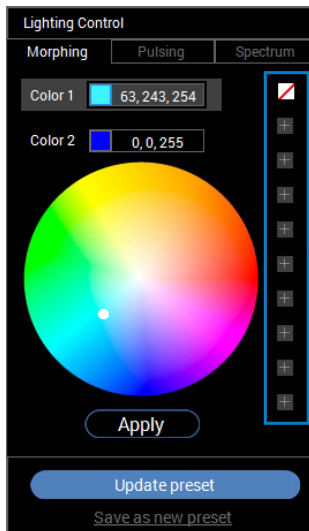 Lighting Control
Morphing Pulsing Spectrum
Color 1 63, 243, 254
Color 2 0, 0, 255
Apply
Update preset
Save as new preset